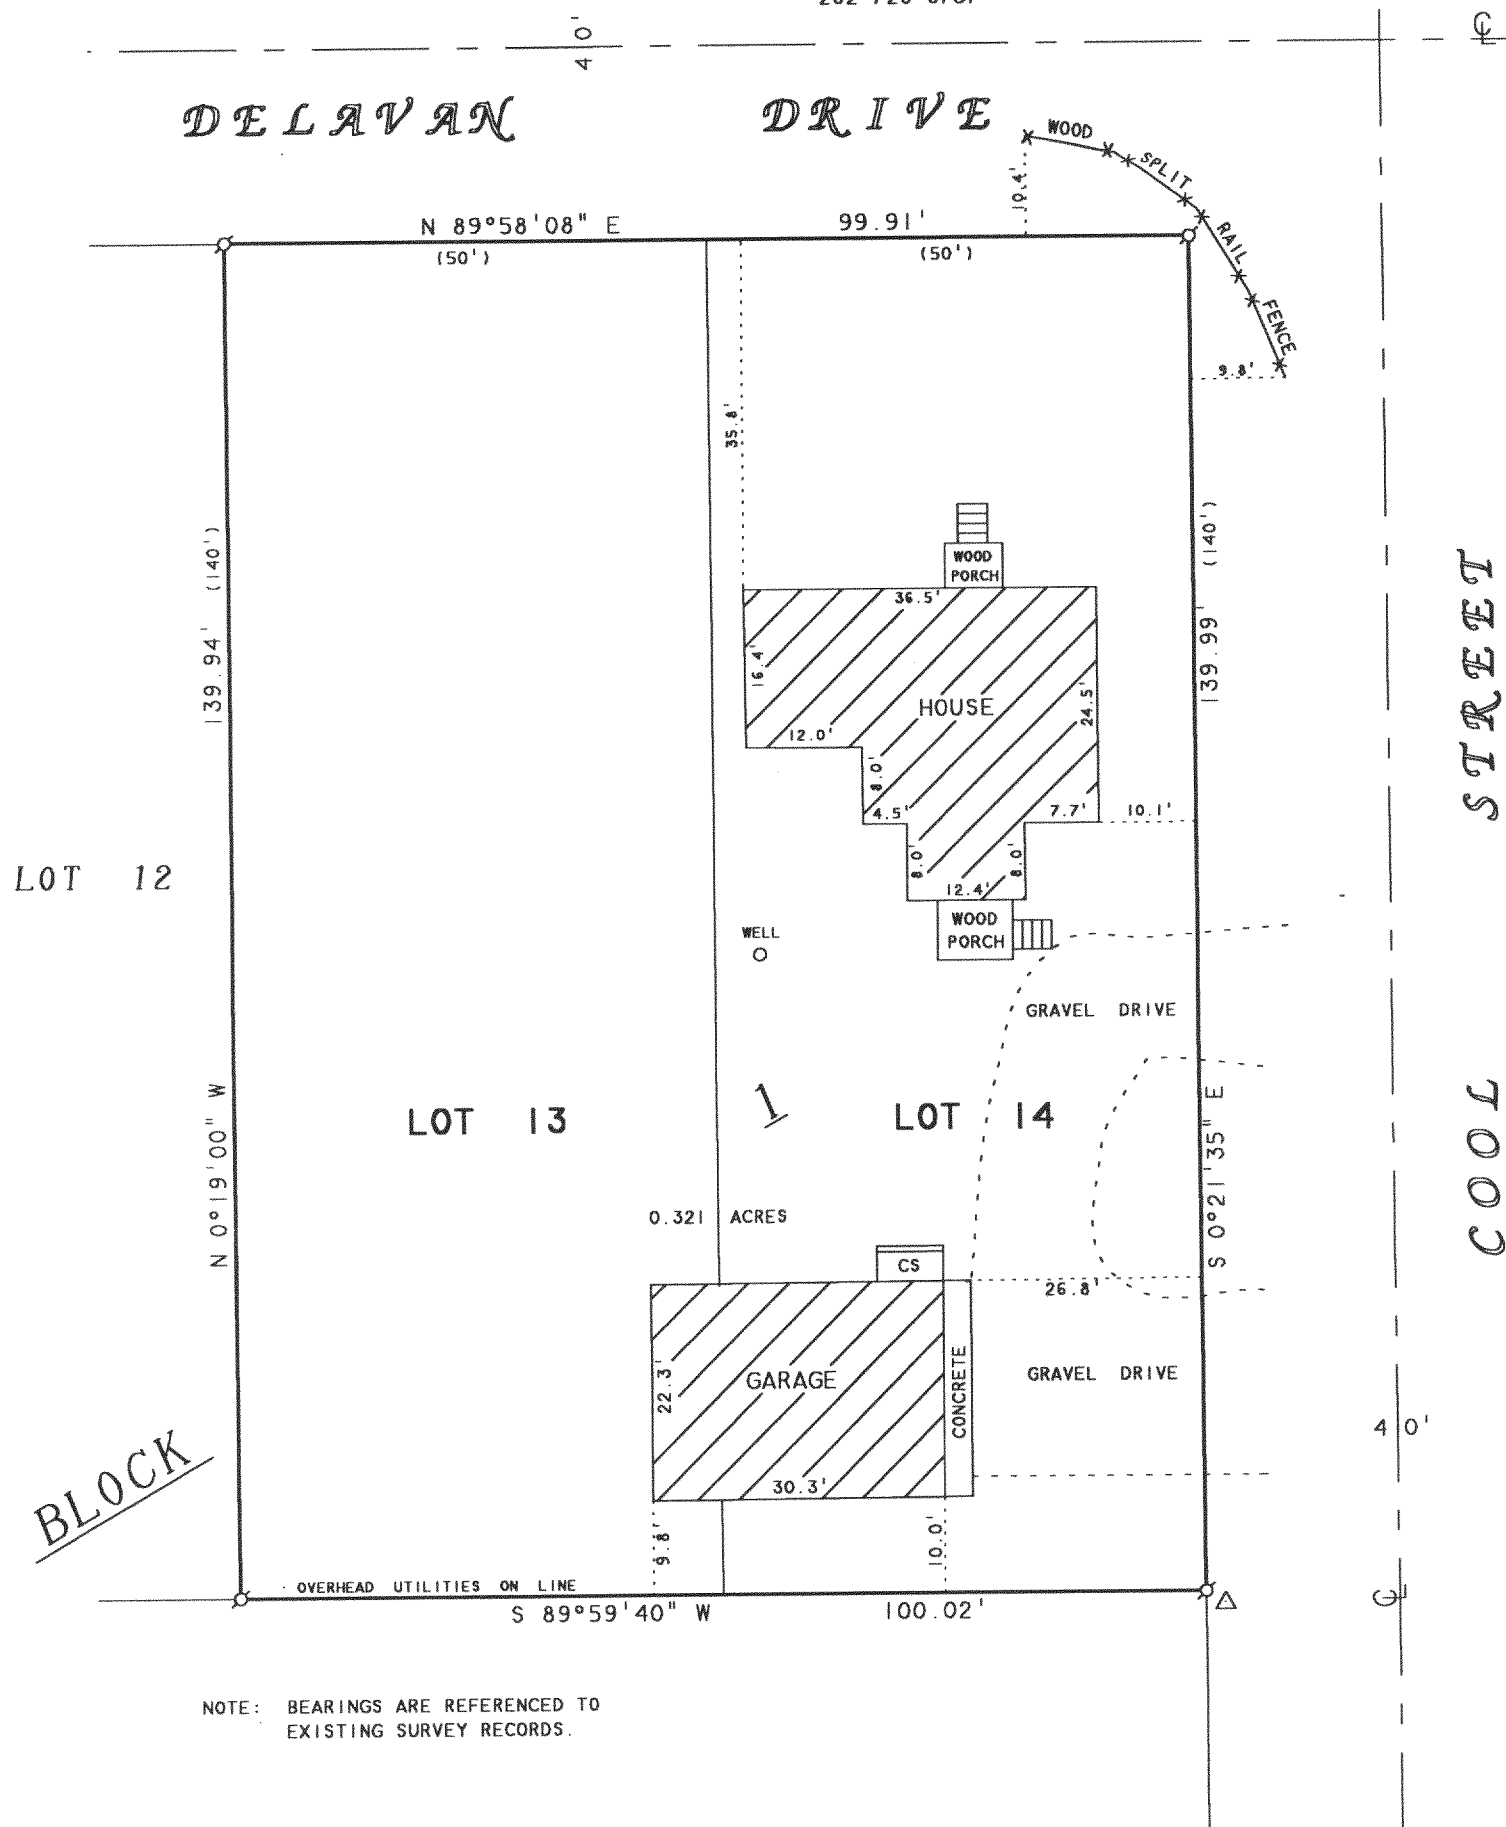 40'
DELAVAN DRIVE
WOOD SPLIT RAIL FENCE
10.4'
N 89°58'08" E 99.91'
(50') (50')
9.8'
35.8'
139.94' (140')
139.99' (140')
WOOD
PORCH
36.5'
16.4'
HOUSE
24.5'
12.0'
8.0'
4.5'
7.7'
10.1'
8.0'
8.0'
12.4'
WOOD
PORCH
LOT 12
WELL
GRAVEL DRIVE
LOT 13
1
LOT 14
N 0°19'00" W
S 0°21'35" E
COOL STREET
0.321 ACRES
CS
26.8'
22.3'
GARAGE
CONCRETE
GRAVEL DRIVE
30.3'
40'
BLOCK
9.8'
10.0'
OVERHEAD UTILITIES ON LINE
S 89°59'40" W 100.02'
NOTE: BEARINGS ARE REFERENCED TO
EXISTING SURVEY RECORDS.